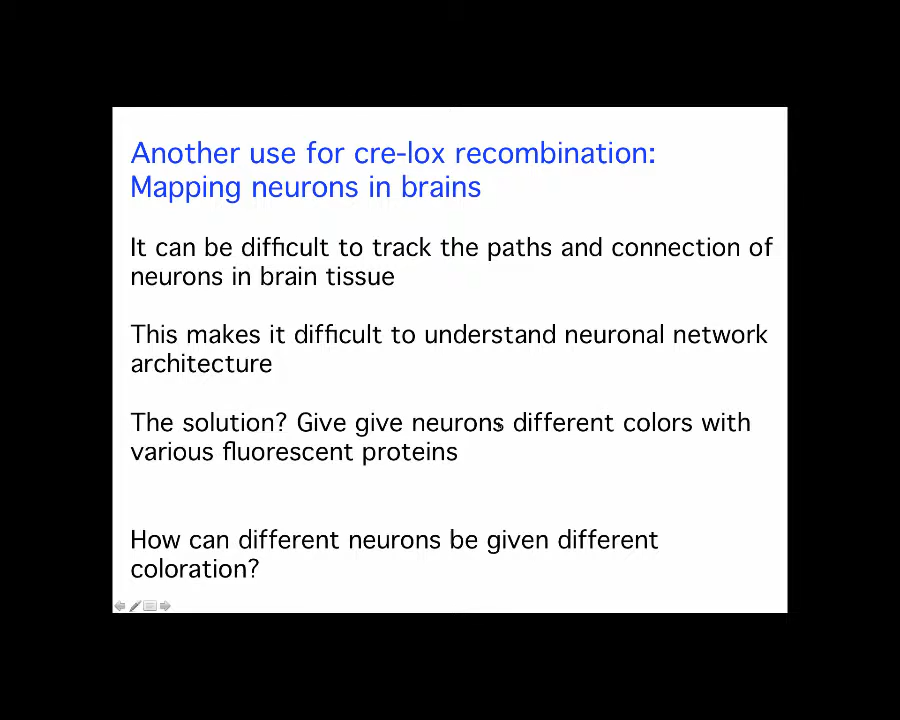 Another use for cre-lox recombination:
Mapping neurons in brains
It can be difficult to track the paths and connection of
neurons in brain tissue
This makes it difficult to understand neuronal network
architecture
The solution? Give give neurons different colors with
various fluorescent proteins
How can different neurons be given different
coloration?